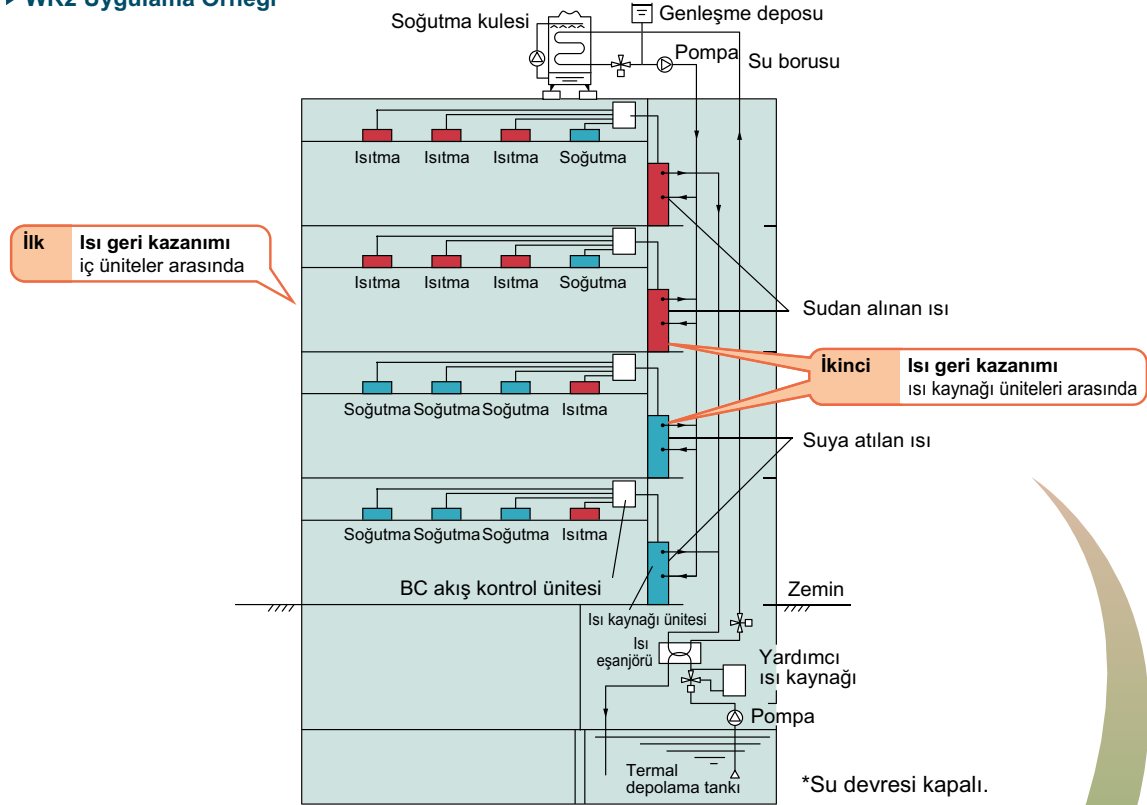 WR2 Uygulama Örneği
Soğutma kulesi
Genleşme deposu
Pompa
Su borusu
Isıtma Isıtma Isıtma Soğutma
İlk Isı geri kazanımı
iç üniteler arasında
Isıtma Isıtma Isıtma Soğutma
Sudan alınan ısı
İkinci Isı geri kazanımı
ısı kaynağı üniteleri arasında
Soğutma Soğutma Soğutma Isıtma
Suya atılan ısı
Soğutma Soğutma Soğutma Isıtma
BC akış kontrol ünitesi
Zemin
Isı kaynağı ünitesi
Isı
eşanjörü
Yardımcı
ısı kaynağı
Pompa
Termal
depolama tankı
*Su devresi kapalı.